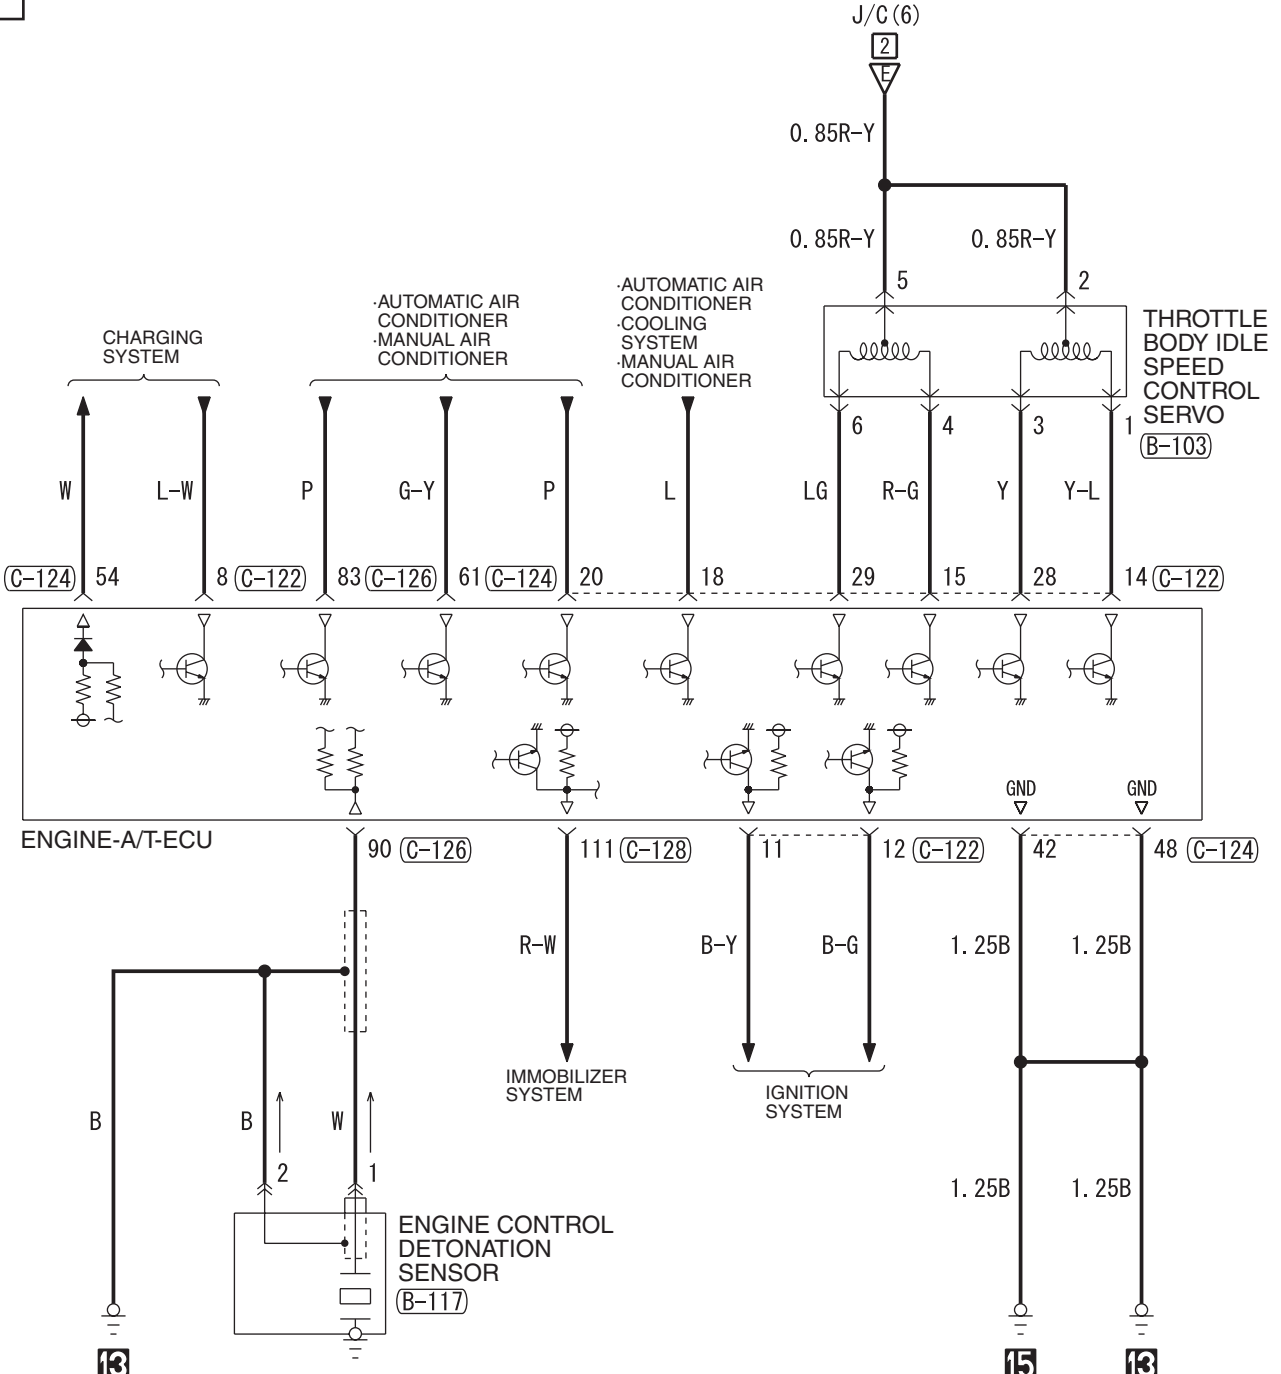 J/C(6)
2
E
0.85R-Y
0.85R-Y
0.85R-Y
5
2
THROTTLE
BODY IDLE
SPEED
CONTROL
SERVO
B-103
CHARGING
SYSTEM
·AUTOMATIC AIR
CONDITIONER
·MANUAL AIR
CONDITIONER
·AUTOMATIC AIR
CONDITIONER
·COOLING
SYSTEM
·MANUAL AIR
CONDITIONER
6
4
3
1
W
L-W
P
G-Y
P
L
LG
R-G
Y
Y-L
C-124
54
8
C-122
83
C-126
61
C-124
20
18
29
15
28
14
C-122
GND
GND
ENGINE-A/T-ECU
90
C-126
111
C-128
11
12
C-122
42
48
C-124
R-W
B-Y
B-G
1.25B
1.25B
IMMOBILIZER
SYSTEM
IGNITION
SYSTEM
B
B
W
2
1
1.25B
1.25B
ENGINE CONTROL
DETONATION
SENSOR
B-117
13
15
13